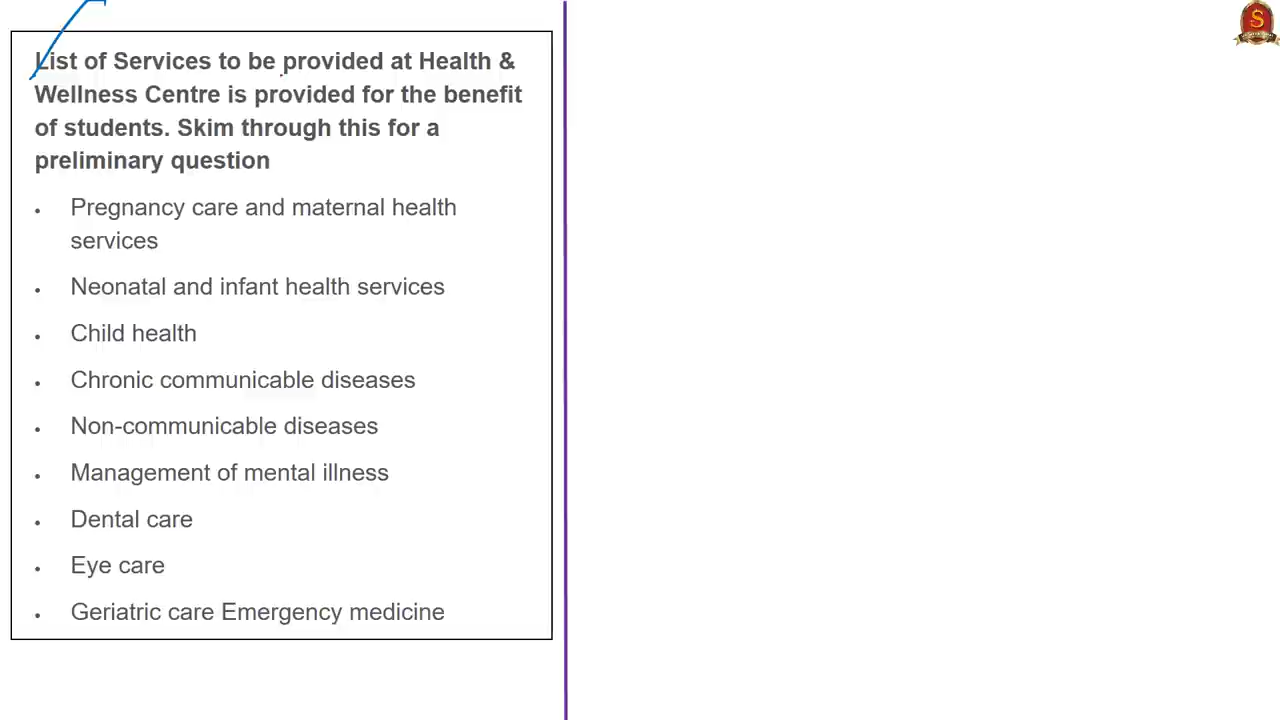 List of Services to be provided at Health &
Wellness Centre is provided for the benefit
of students. Skim through this for a
preliminary question
• Pregnancy care and maternal health
services
• Neonatal and infant health services
• Child health
• Chronic communicable diseases
• Non-communicable diseases
• Management of mental illness
• Dental care
• Eye care
• Geriatric care Emergency medicine
S